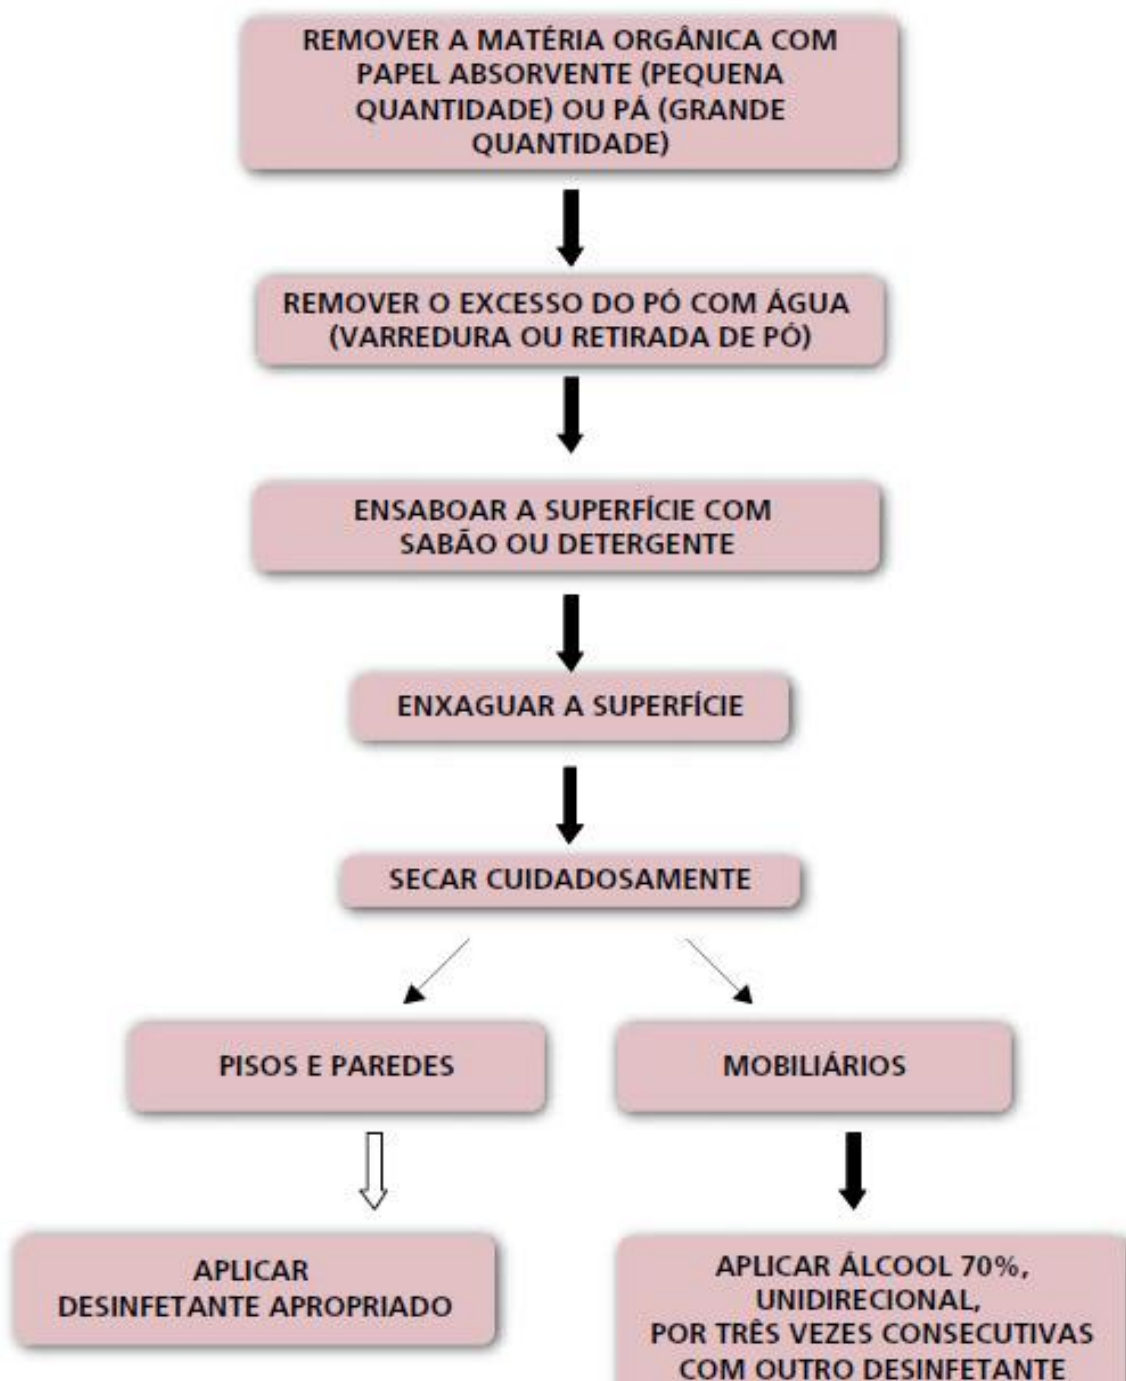 REMOVER A MATÉRIA ORGÂNICA COM
PAPEL ABSORVENTE (PEQUENA
QUANTIDADE) OU PÁ (GRANDE
QUANTIDADE)
REMOVER O EXCESSO DO PÓ COM ÁGUA
(VARREDURA OU RETIRADA DE PÓ)
ENSABOAR A SUPERFÍCIE COM
SABÃO OU DETERGENTE
ENXAGUAR A SUPERFÍCIE
SECAR CUIDADOSAMENTE
PISOS E PAREDES
MOBILIÁRIOS
APLICAR
DESINFETANTE APROPRIADO
APLICAR ÁLCOOL 70%,
UNIDIRECIONAL,
POR TRÊS VEZES CONSECUTIVAS
COM OUTRO DESINFETANTE